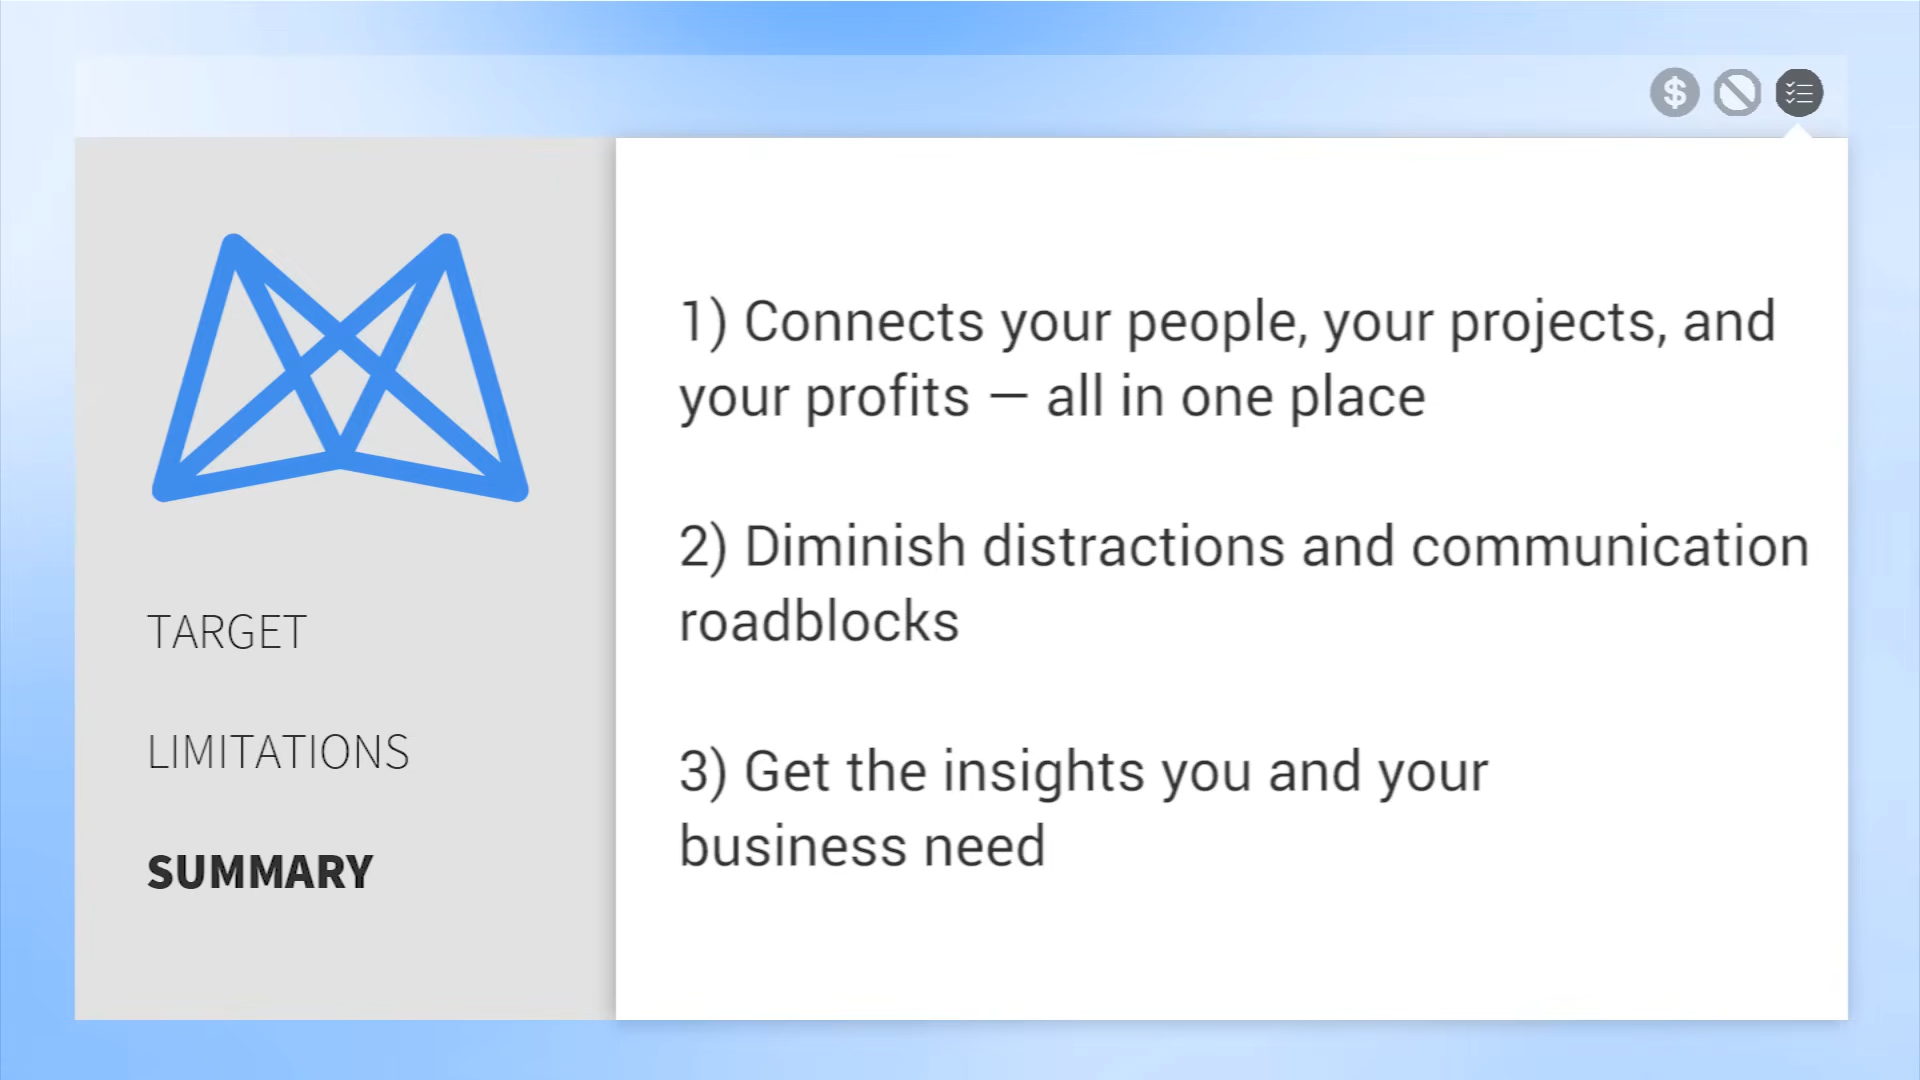 TARGET
LIMITATIONS
SUMMARY
1) Connects your people, your projects, and
your profits — all in one place
2) Diminish distractions and communication
roadblocks
3) Get the insights you and your
business need